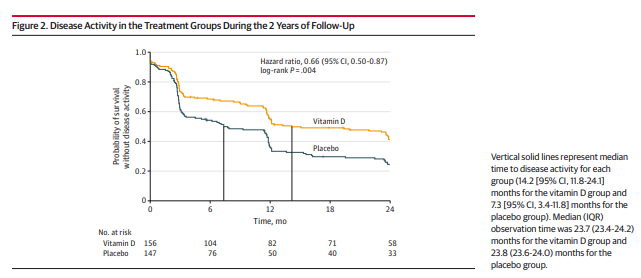 Figure 2. Disease Activity in the Treatment Groups During the 2 Years of Follow-Up
1.0
0.8
0.6
0.4
0.2
0
Probability of survival
without disease activity
Hazard ratio, 0.66 (95% CI, 0.50-0.87)
log-rank P = .004
Vitamin D
Placebo
0 6 12 18 24
Time, mo
No. at risk
Vitamin D 156 104 82 71 58
Placebo 147 76 50 40 33
Vertical solid lines represent median
time to disease activity for each
group (14.2 [95% CI, 11.8-24.1]
months for the vitamin D group and
7.3 [95% CI, 3.4-11.8] months for the
placebo group). Median (IQR)
observation time was 23.7 (23.4-24.2)
months for the vitamin D group and
23.8 (23.6-24.0) months for the
placebo group.